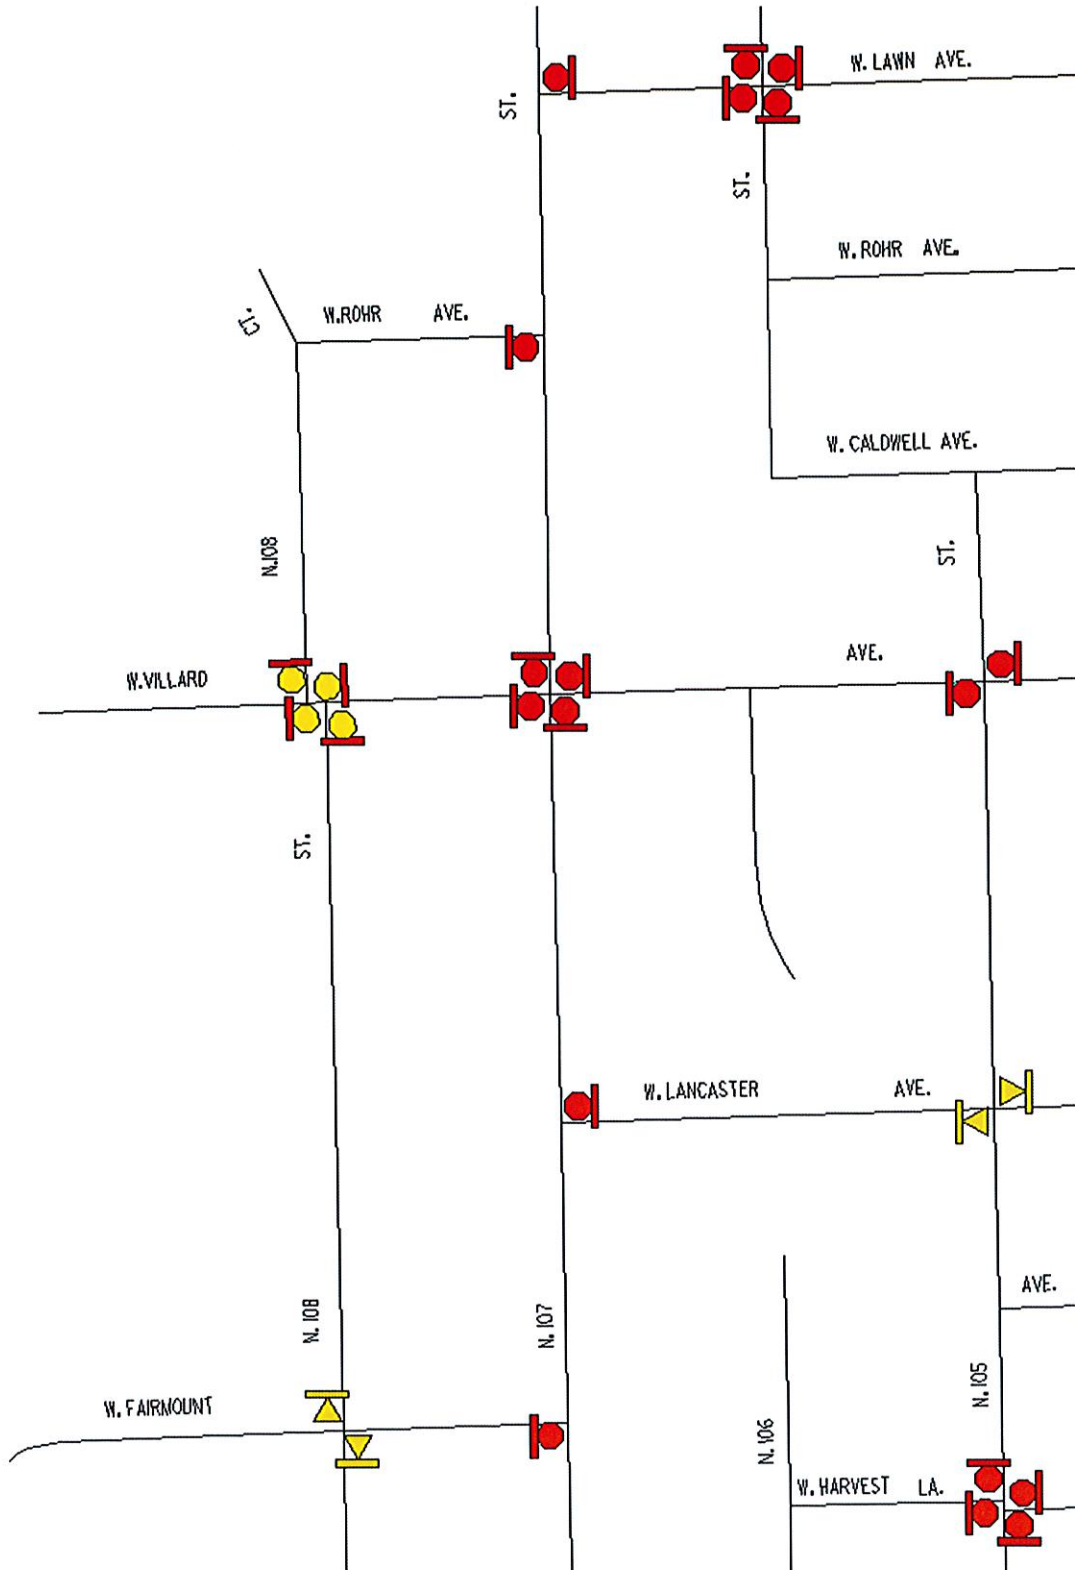 W. LAWN AVE.
ST.
ST.
W. ROHR AVE.
CT.
W. ROHR AVE.
W. CALDWELL AVE.
N. 108
ST.
W. VILLARD AVE.
ST.
W. LANCASTER AVE.
AVE.
N. 108
N. 107
N. 105
W. FAIRMOUNT
N. 106
W. HARVEST LA.